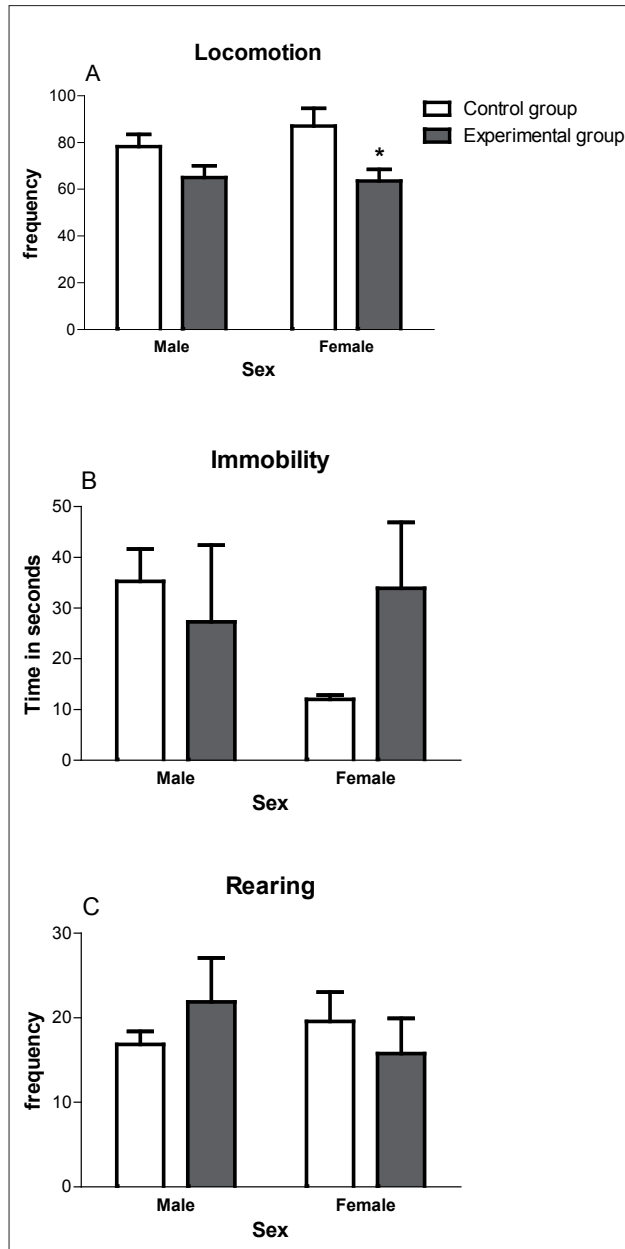 Locomotion
A
100
80
60
40
20
0
frequency
*
Male
Female
Sex
Control group
Experimental group
Immobility
B
50
40
30
20
10
0
Time in seconds
Male
Female
Sex
Rearing
C
30
20
10
0
frequency
Male
Female
Sex